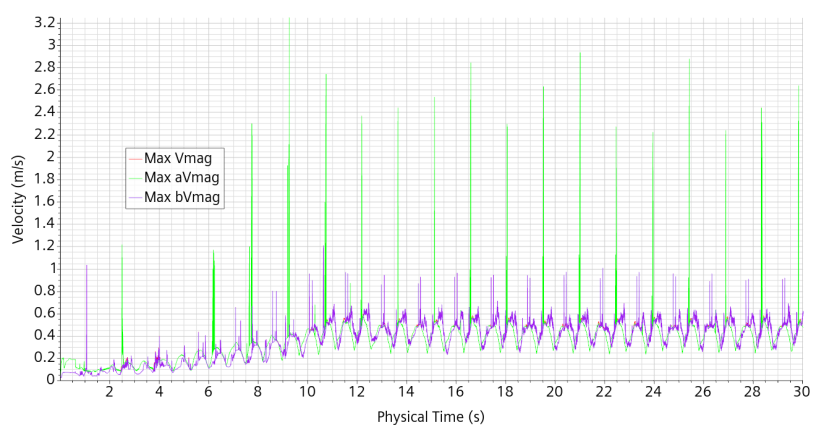 3.2
3
2.8
2.6
2.4
2.2
2
1.8
1.6
1.4
1.2
1
0.8
0.6
0.4
0.2
0
Velocity (m/s)
Max Vmag
Max aVmag
Max bVmag
2 4 6 8 10 12 14 16 18 20 22 24 26 28 30
Physical Time (s)